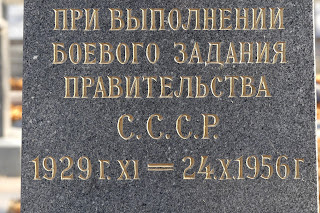 ПРИ ВЫПОЛНЕНИИ
БОЕВОГО ЗАДАНИЯ
ПРАВИТЕЛЬСТВА
С.С.С.Р.
1929 г. XI = 24.X.1956 г